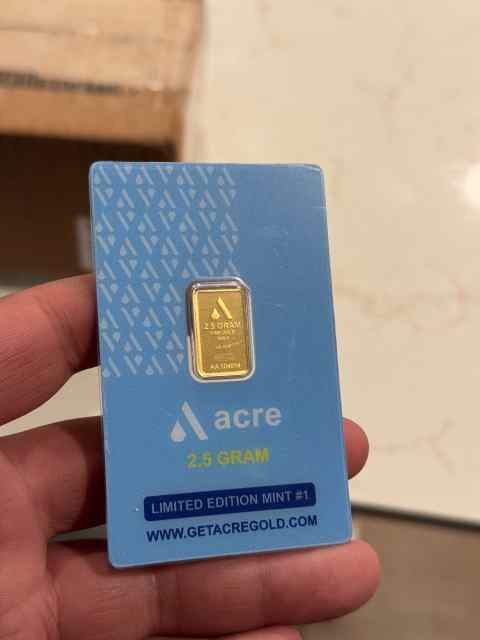 2.5 GRAM
acre
2.5 GRAM
LIMITED EDITION MINT #1
WWW.GETACREGOLD.COM